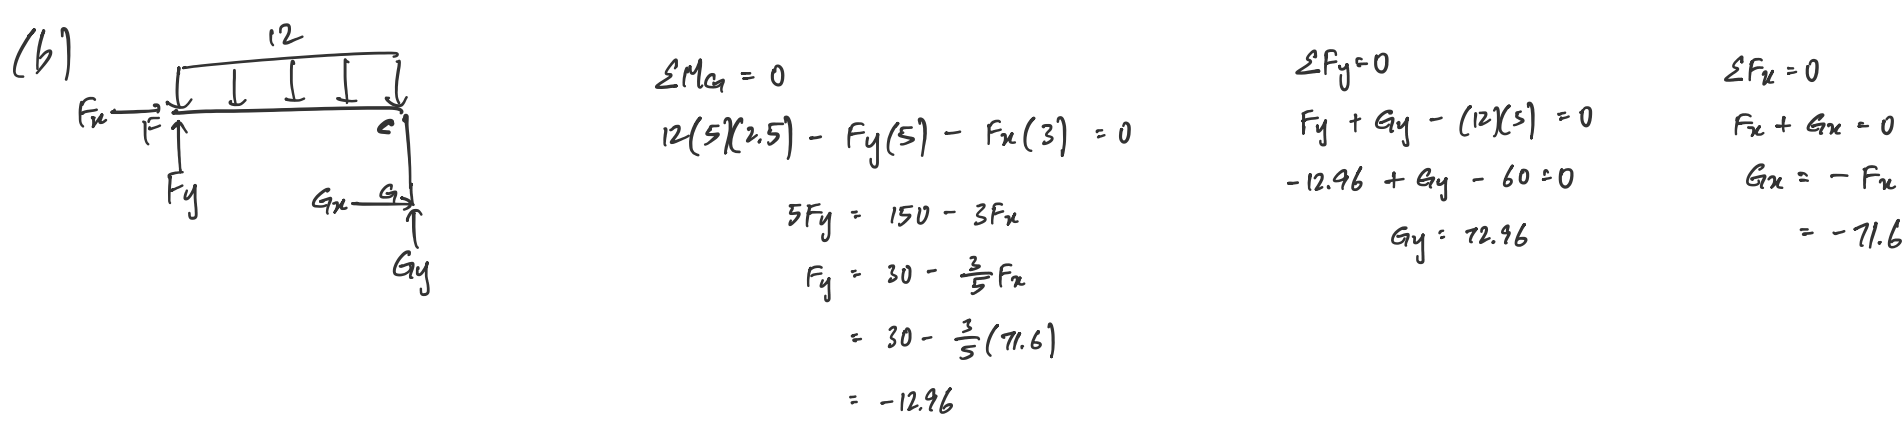 (b)
12
Fx
F
C
Fy
Gx
G
Gy
ΣMG = 0
12(5)(2.5) - Fy(5) - Fx(3) = 0
5Fy = 150 - 3Fx
Fy = 30 - 3/5 Fx
= 30 - 3/5 (71.6)
= -12.96
ΣFy = 0
Fy + Gy - (12)(5) = 0
-12.96 + Gy - 60 = 0
Gy = 72.96
ΣFx = 0
Fx + Gx = 0
Gx = - Fx
= -71.6